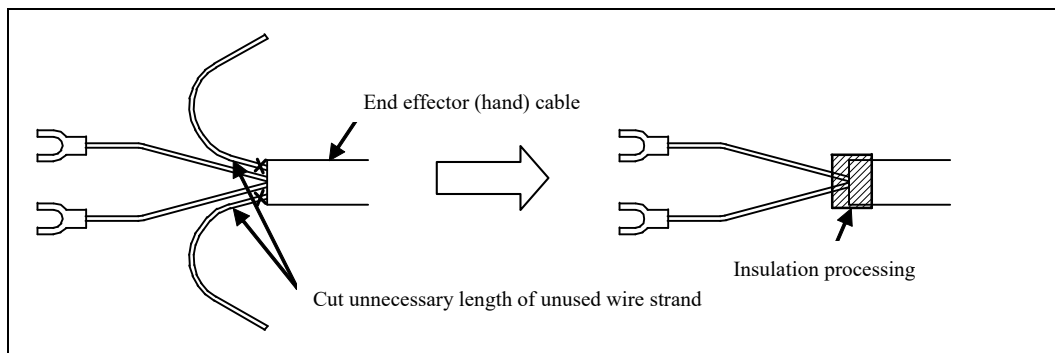 End effector (hand) cable
Insulation processing
Cut unnecessary length of unused wire strand